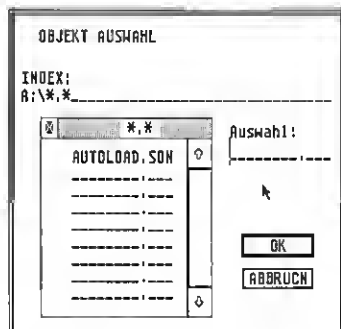 OBJEKT AUSWAHL
INDEX:
A:\*.*
*.*
Auswahl:
AUTOLOAD.SON
OK
ABBRUCH